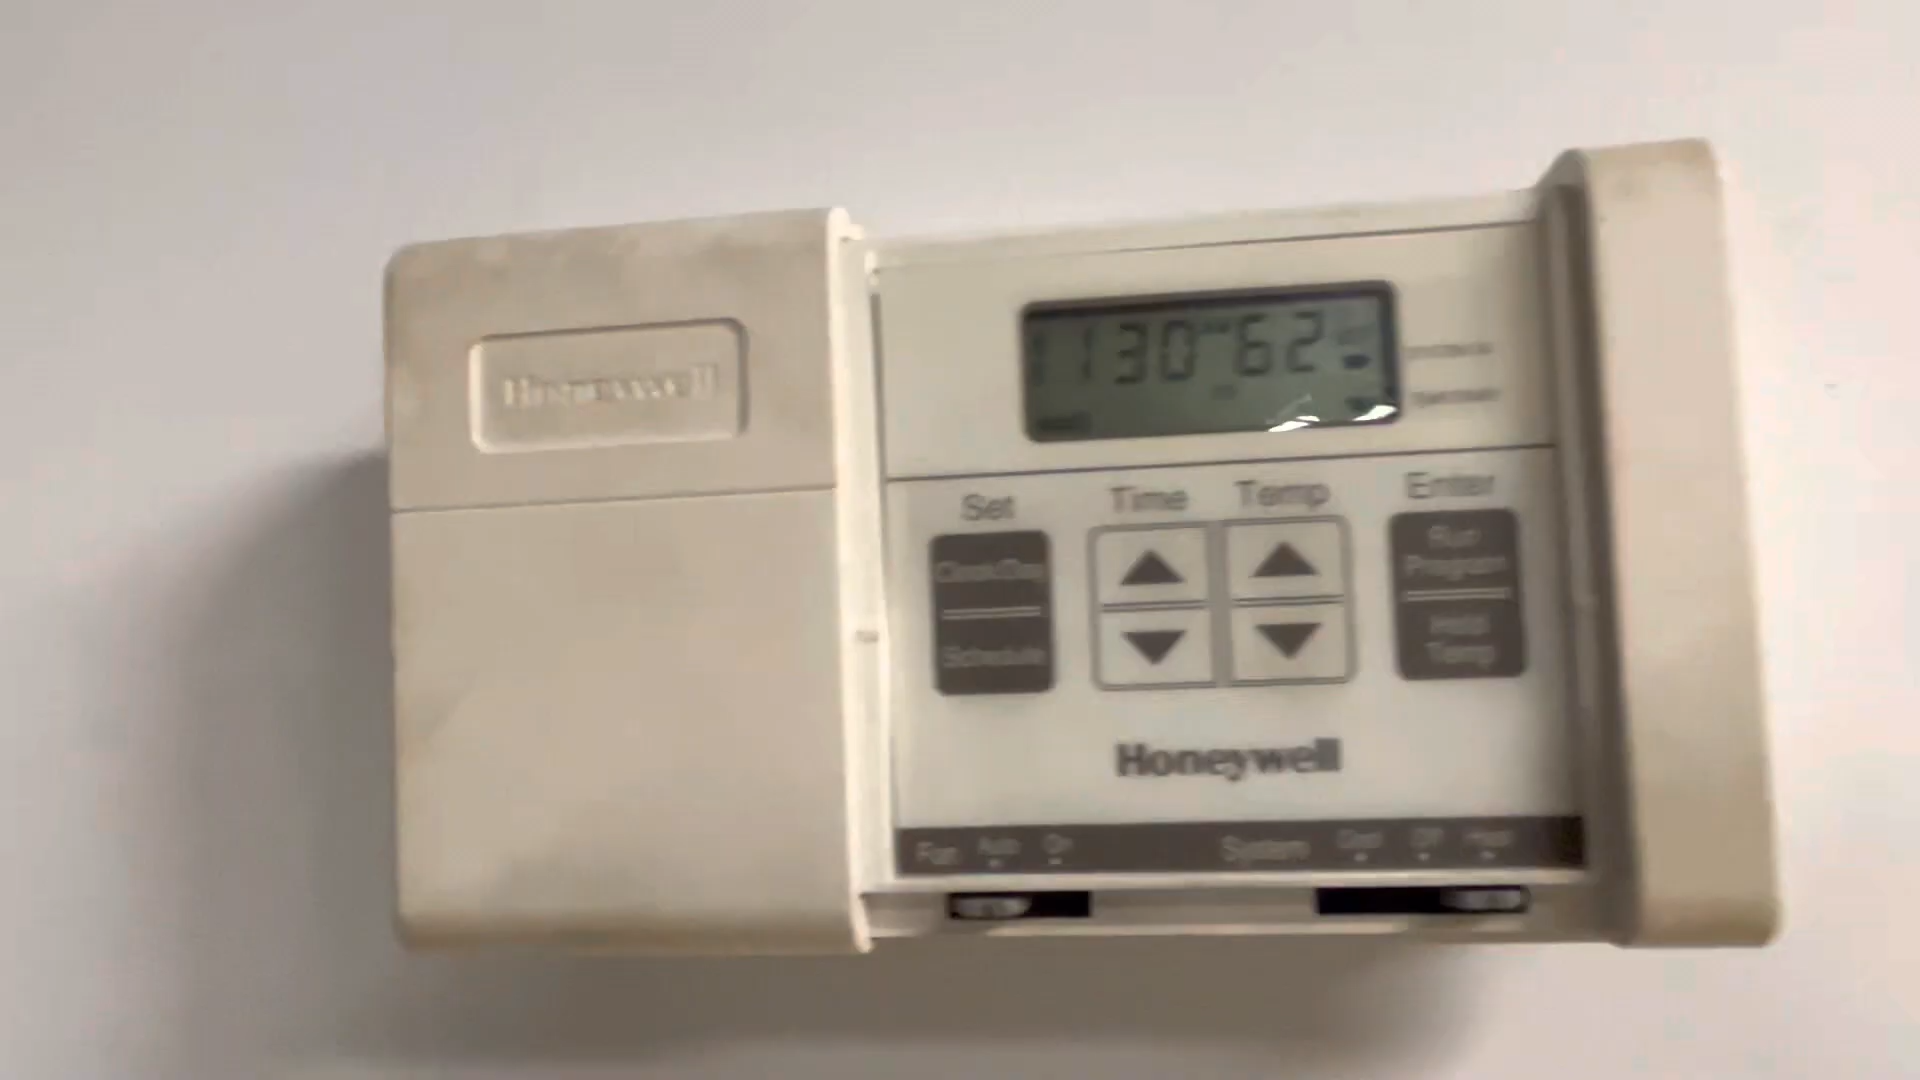 Honeywell
1130 62
Set Time Temp Enter
Clock/Day
Schedule
Run
Program
Hold
Temp
Honeywell
Fan Auto On System Cool Off Heat